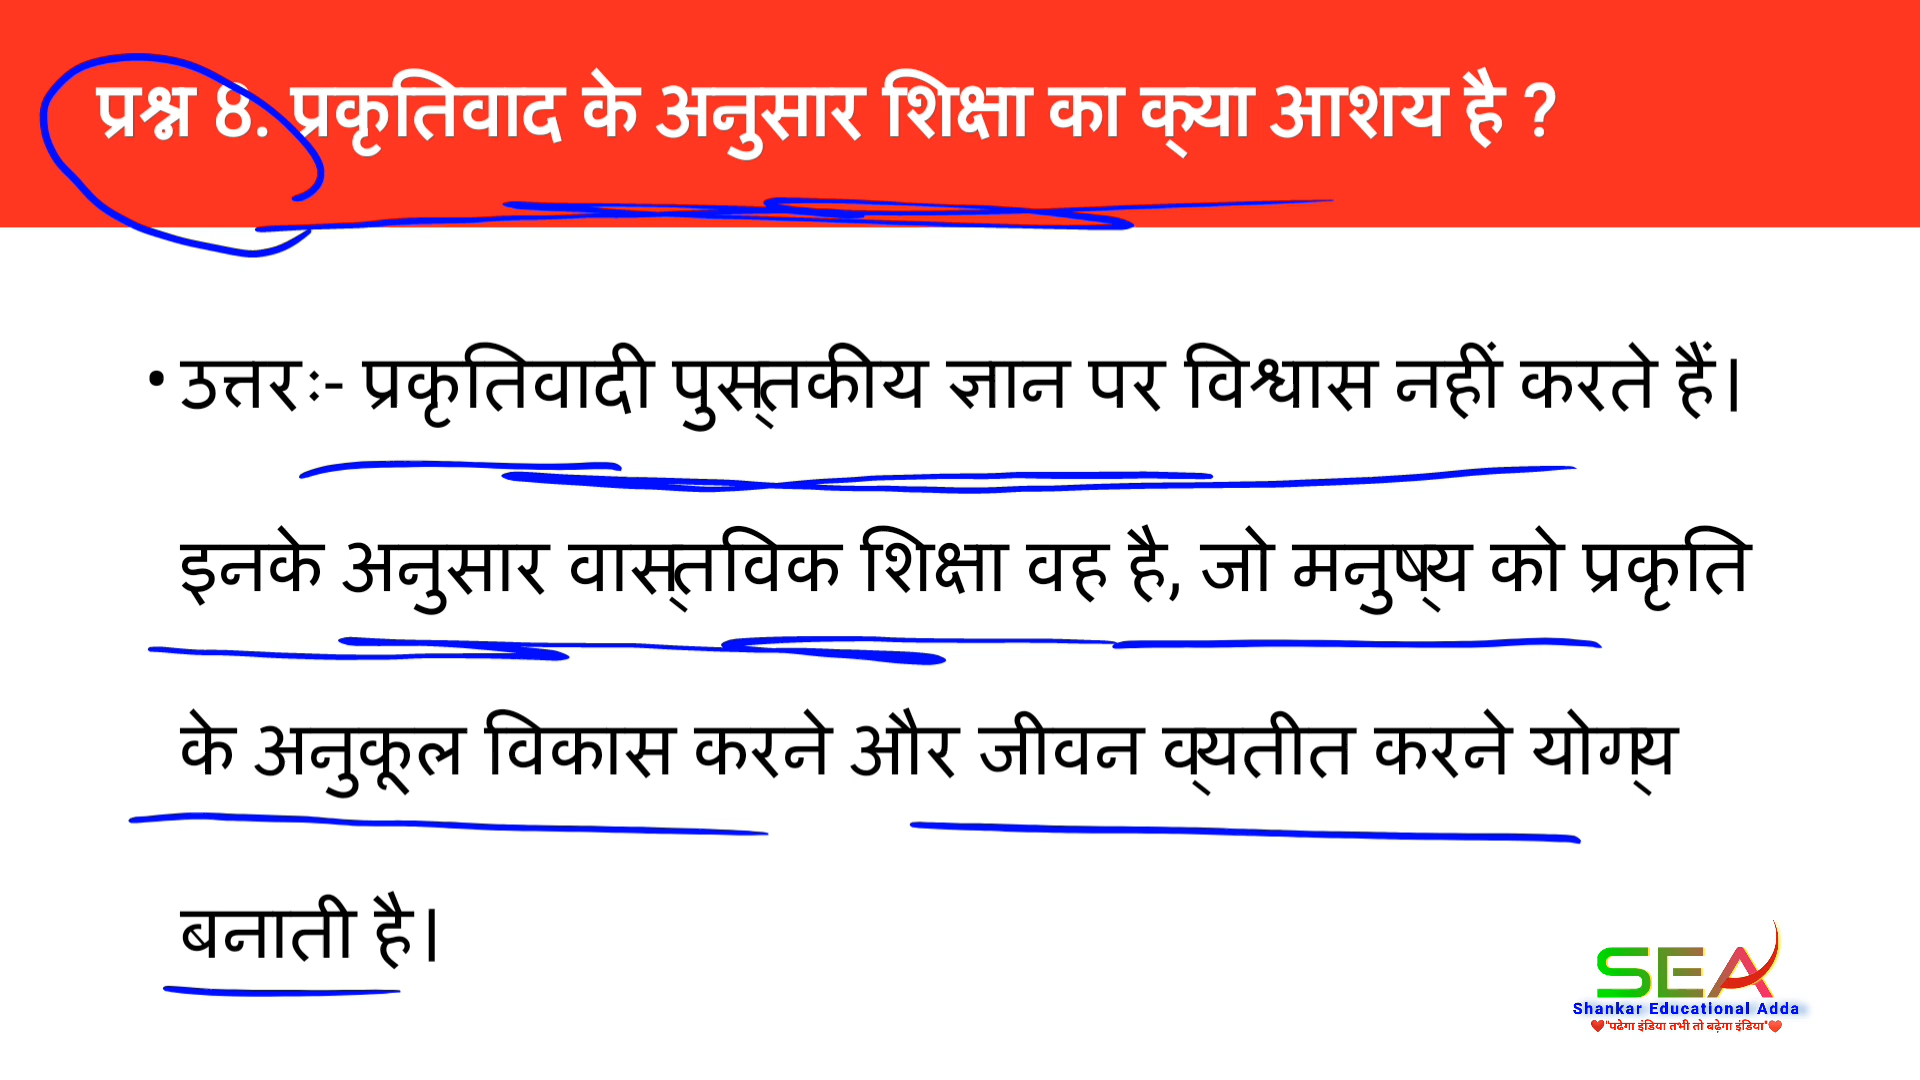 प्रश्न 8. प्रकृतिवाद के अनुसार शिक्षा का क्या आशय है ?
• उत्तरः- प्रकृतिवादी पुस्तकीय ज्ञान पर विश्वास नहीं करते हैं।
इनके अनुसार वास्तविक शिक्षा वह है, जो मनुष्य को प्रकृति
के अनुकूल विकास करने और जीवन व्यतीत करने योग्य
बनाती है।
SEA
Shankar Educational Adda
❤️"पढेगा इंडिया तभी तो बढ़ेगा इंडिया"❤️